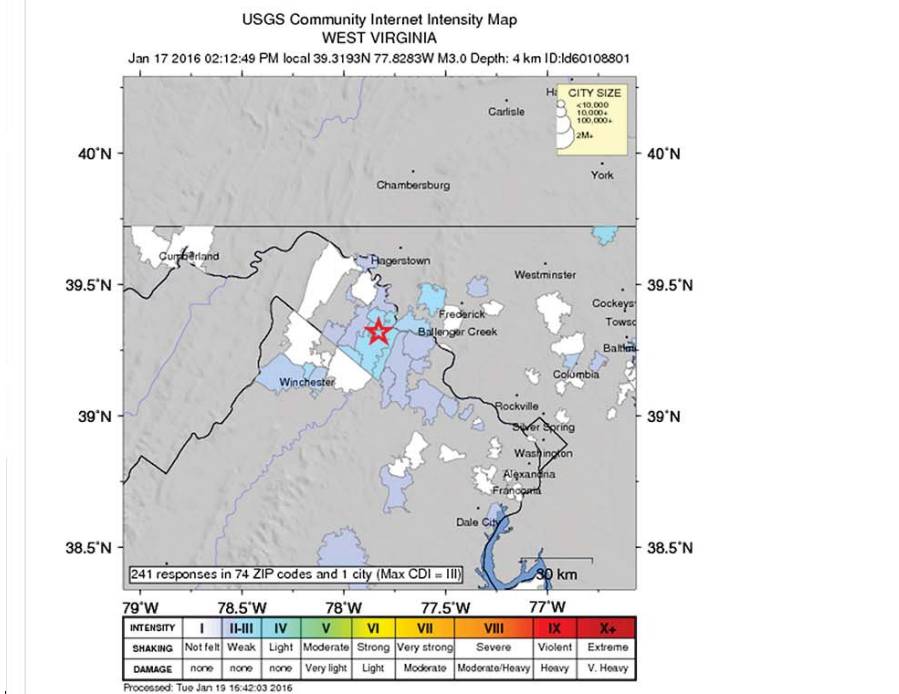 USGS Community Internet Intensity Map
WEST VIRGINIA
Jan 17 2016 02:12:49 PM local 39.3193N 77.8283W M3.0 Depth: 4 km ID:ld60108801
CITY SIZE
<10,000
10,000+
100,000+
2M+
Carlisle
40°N
40°N
York
Chambersburg
Cumberland
Hagerstown
39.5°N
Westminster
39.5°N
Cockeys
Frederick
Towso
Ballenger Creek
Columbia
Winchester
39°N
Rockville
39°N
Silver Spring
Washington
Alexandria
Franconia
Dale City
38.5°N
38.5°N
241 responses in 74 ZIP codes and 1 city (Max CDI = III)
30 km
79°W 78.5°W 78°W 77.5°W 77°W
INTENSITY I II-III IV V VI VII VIII IX X+
SHAKING Not felt Weak Light Moderate Strong Very strong Severe Violent Extreme
DAMAGE none none none Very light Light Moderate Moderate/Heavy Heavy V. Heavy
Processed: Tue Jan 19 16:42:03 2016